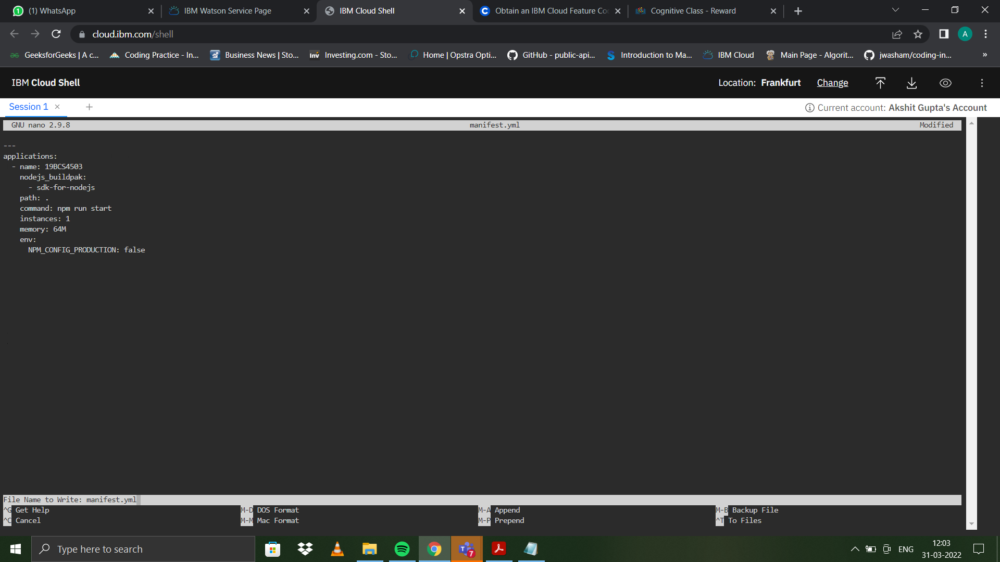 (1) WhatsApp
IBM Watson Service Page
IBM Cloud Shell
Obtain an IBM Cloud Feature Co
Cognitive Class - Reward
cloud.ibm.com/shell
A
GeeksforGeeks | A c...
Coding Practice - In...
Business News | Sto...
inv Investing.com - Sto...
Home | Opstra Opti...
GitHub - public-api...
Introduction to Ma...
IBM Cloud
Main Page - Algorit...
jwasham/coding-in...
»
IBM Cloud Shell
Location: Frankfurt Change
Session 1
Current account: Akshit Gupta's Account
GNU nano 2.9.8 manifest.yml Modified
---
applications:
- name: 19BCS4503
nodejs_buildpak:
- sdk-for-nodejs
path: .
command: npm run start
instances: 1
memory: 64M
env:
NPM_CONFIG_PRODUCTION: false
File Name to Write: manifest.yml
^G Get Help M-D DOS Format M-A Append M-B Backup File
^C Cancel M-M Mac Format M-P Prepend ^T To Files
Type here to search
7
ENG
12:03
31-03-2022